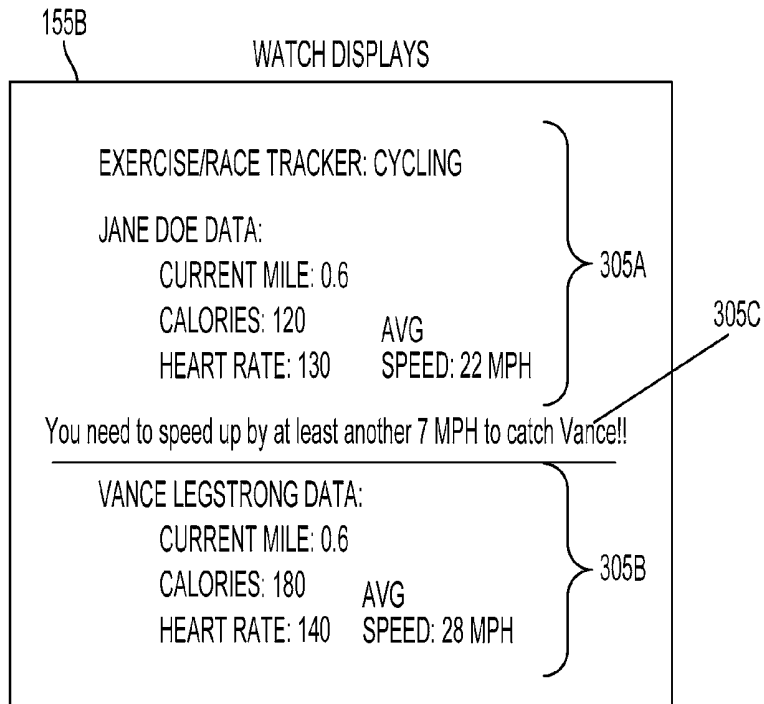 155B
WATCH DISPLAYS
EXERCISE/RACE TRACKER: CYCLING
JANE DOE DATA:
CURRENT MILE: 0.6
CALORIES: 120
AVG
HEART RATE: 130 SPEED: 22 MPH
305A
305C
You need to speed up by at least another 7 MPH to catch Vance!!
VANCE LEGSTRONG DATA:
CURRENT MILE: 0.6
CALORIES: 180
AVG
HEART RATE: 140 SPEED: 28 MPH
305B